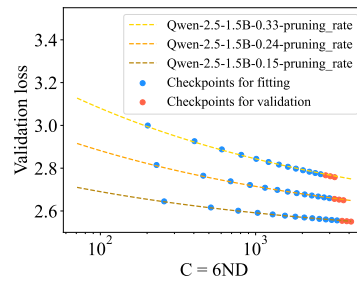 Qwen-2.5-1.5B-0.33-pruning_rate
Qwen-2.5-1.5B-0.24-pruning_rate
Qwen-2.5-1.5B-0.15-pruning_rate
Checkpoints for fitting
Checkpoints for validation
Validation loss
3.4
3.2
3.0
2.8
2.6
10²
10³
C = 6ND